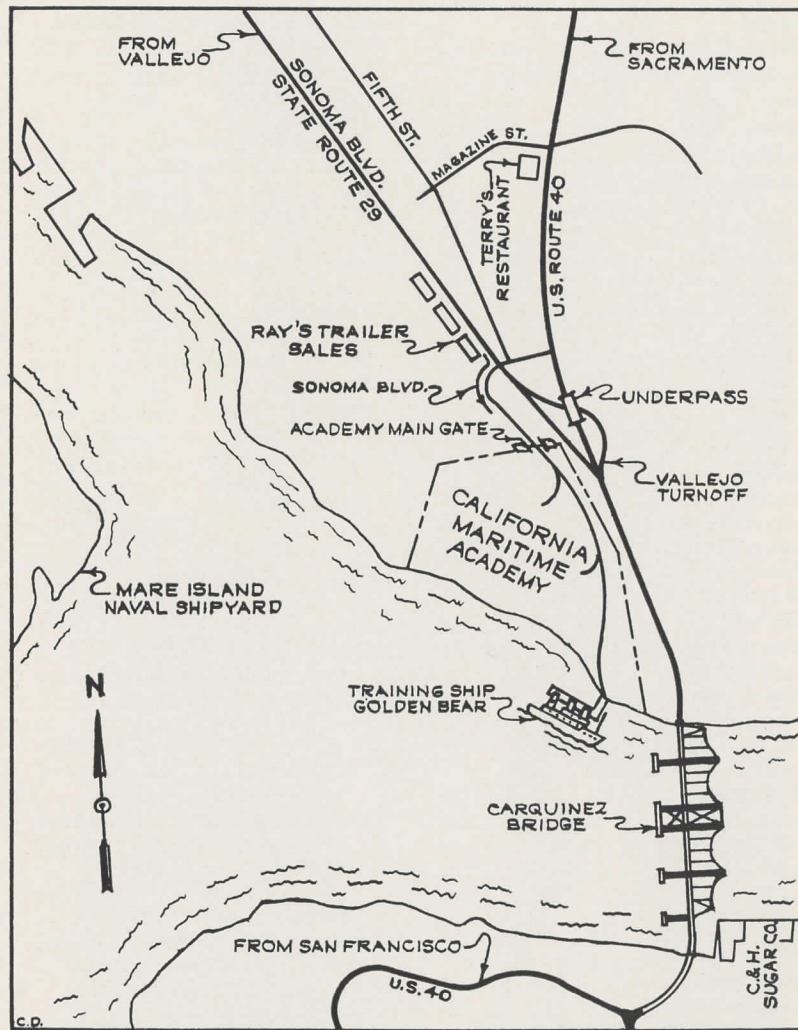 FROM
VALLEJO
FROM
SACRAMENTO
SONOMA BLVD.
STATE ROUTE 29
FIFTH ST.
MAGAZINE ST.
TERRY'S
RESTAURANT
U.S. ROUTE 40
RAY'S TRAILER
SALES
SONOMA BLVD.
UNDERPASS
ACADEMY MAIN GATE
VALLEJO
TURNOFF
CALIFORNIA
MARITIME
ACADEMY
MARE ISLAND
NAVAL SHIPYARD
N
TRAINING SHIP
GOLDEN BEAR
CARQUINEZ
BRIDGE
FROM SAN FRANCISCO
U.S. 40
C.& H.
SUGAR CO.
C.D.